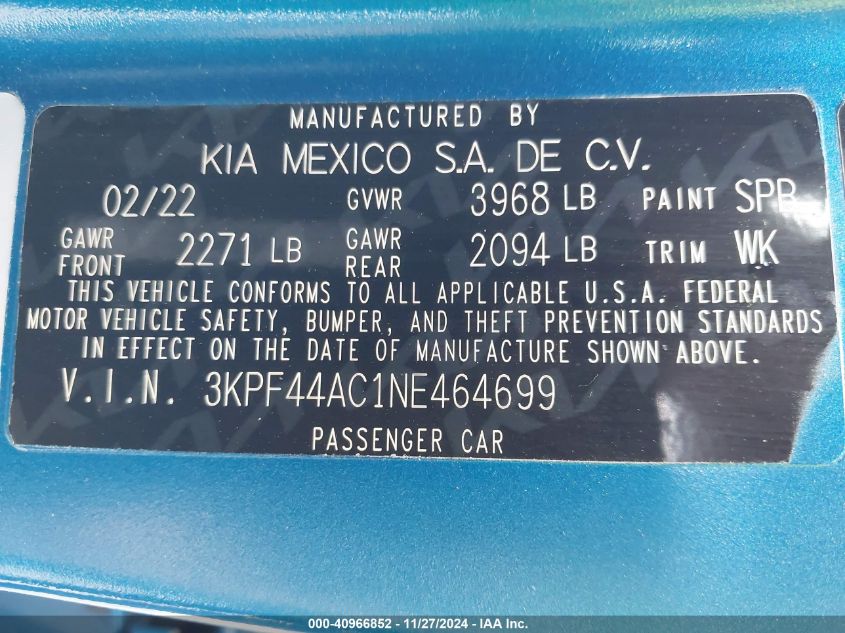 MANUFACTURED BY
KIA MEXICO S.A. DE C.V.
02/22 GVWR 3968 LB PAINT SPB
GAWR FRONT 2271 LB GAWR REAR 2094 LB TRIM WK
THIS VEHICLE CONFORMS TO ALL APPLICABLE U.S.A. FEDERAL
MOTOR VEHICLE SAFETY, BUMPER, AND THEFT PREVENTION STANDARDS
IN EFFECT ON THE DATE OF MANUFACTURE SHOWN ABOVE.
V.I.N. 3KPF44AC1NE464699
PASSENGER CAR
000-40966852 — 11/27/2024 — IAA Inc.